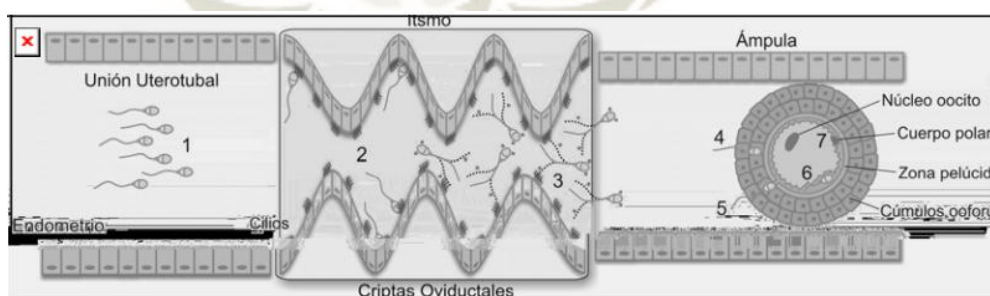 Itsmo
Ámpula
Unión Uterotubal
Núcleo oocito
1
4
7
Cuerpo polar
2
3
6
Zona pelúcid
5
Cúmulos ooforu
Endometrio
Cilios
Criptas Oviductales